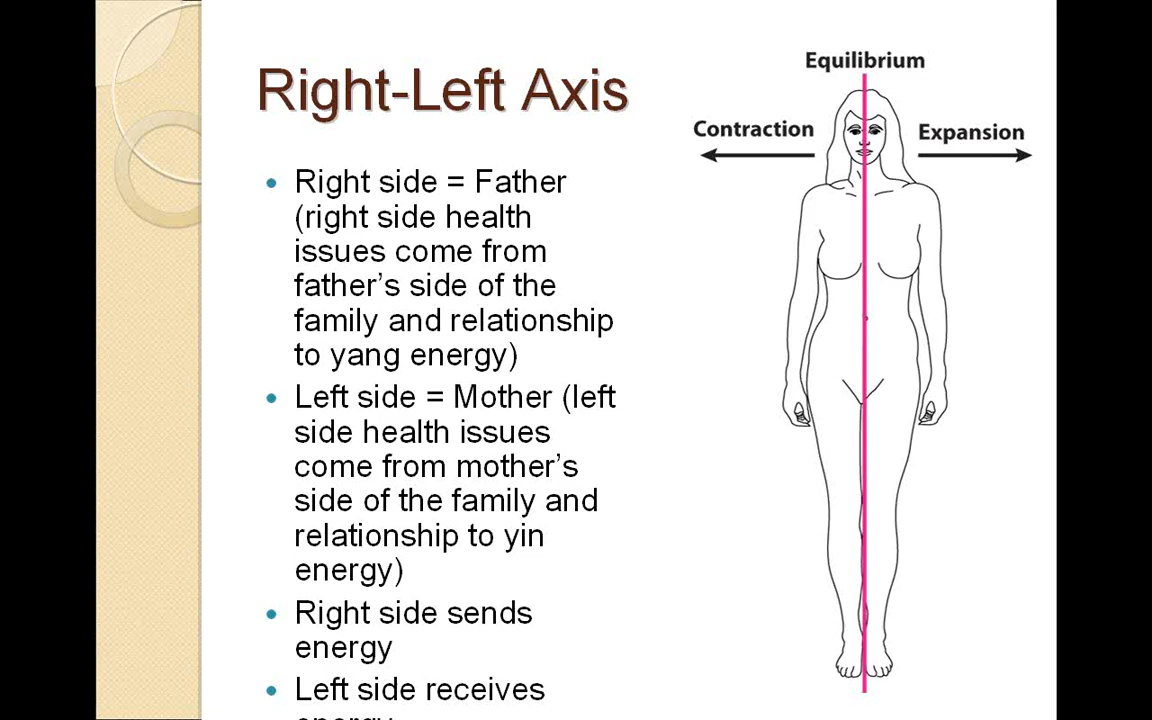 Right-Left Axis
• Right side = Father
(right side health
issues come from
father's side of the
family and relationship
to yang energy)
• Left side = Mother (left
side health issues
come from mother's
side of the family and
relationship to yin
energy)
• Right side sends
energy
• Left side receives
Equilibrium
Contraction
Expansion